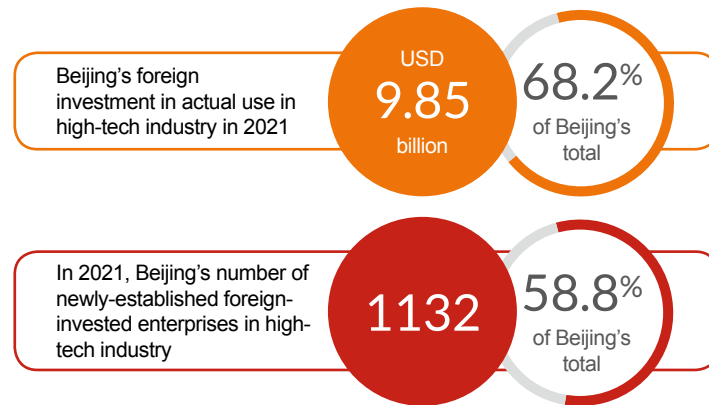 Beijing's foreign
investment in actual use in
high-tech industry in 2021
USD
9.85
billion
68.2%
of Beijing's
total
In 2021, Beijing's number of
newly-established foreign-
invested enterprises in high-
tech industry
1132
58.8%
of Beijing's
total